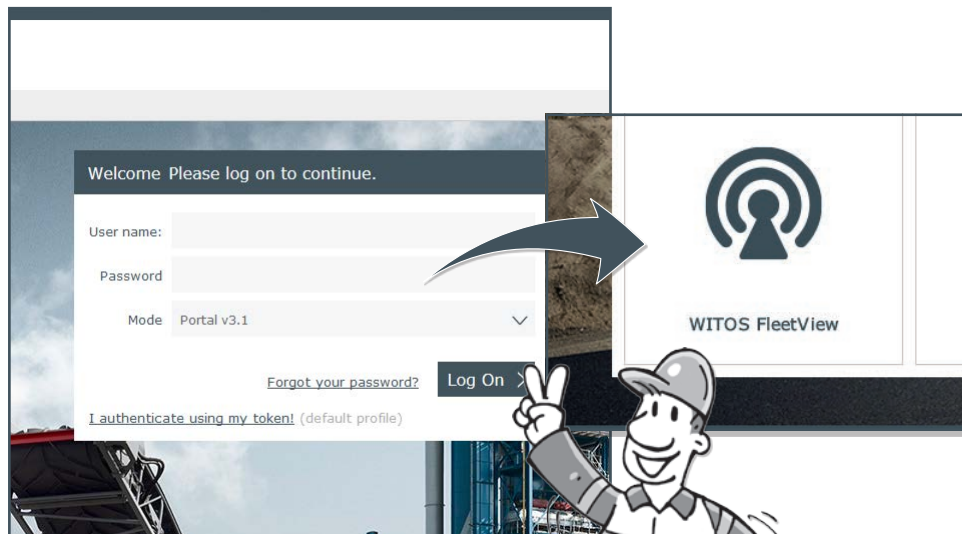 Welcome Please log on to continue.
User name:
Password
Mode Portal v3.1
Forgot your password? Log On
I authenticate using my token! (default profile)
WITOS FleetView